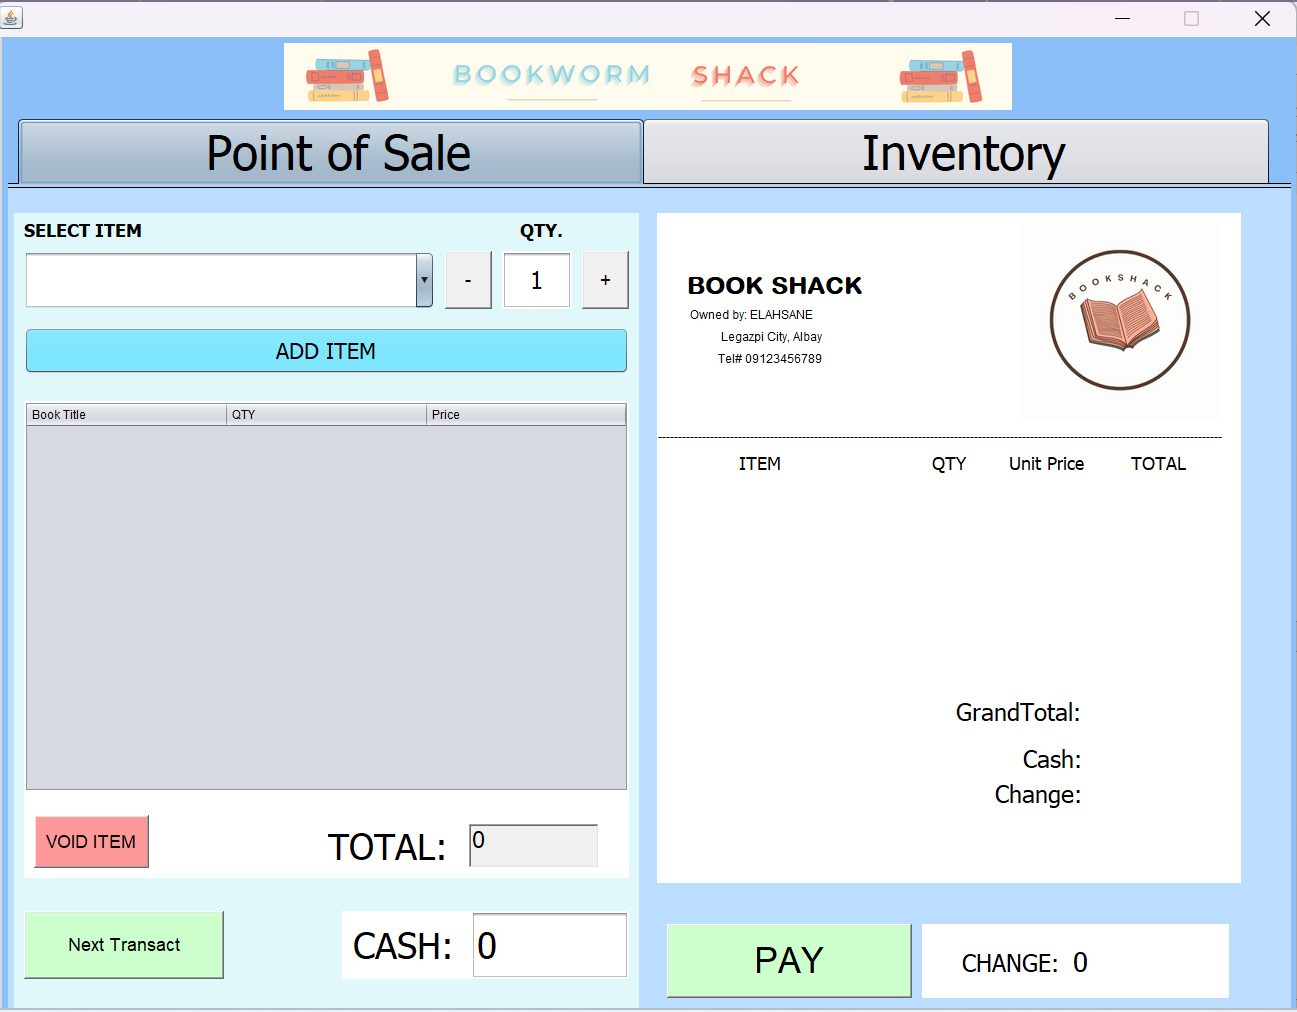 BOOKWORM SHACK
Point of Sale
Inventory
SELECT ITEM
QTY.
-
1
+
ADD ITEM
Book Title QTY Price
VOID ITEM
TOTAL: 0
Next Transact
CASH: 0
BOOK SHACK
Owned by: ELAHSANE
Legazpi City, Albay
Tel# 09123456789
BOOKSHACK
ITEM QTY Unit Price TOTAL
GrandTotal:
Cash:
Change:
PAY
CHANGE: 0